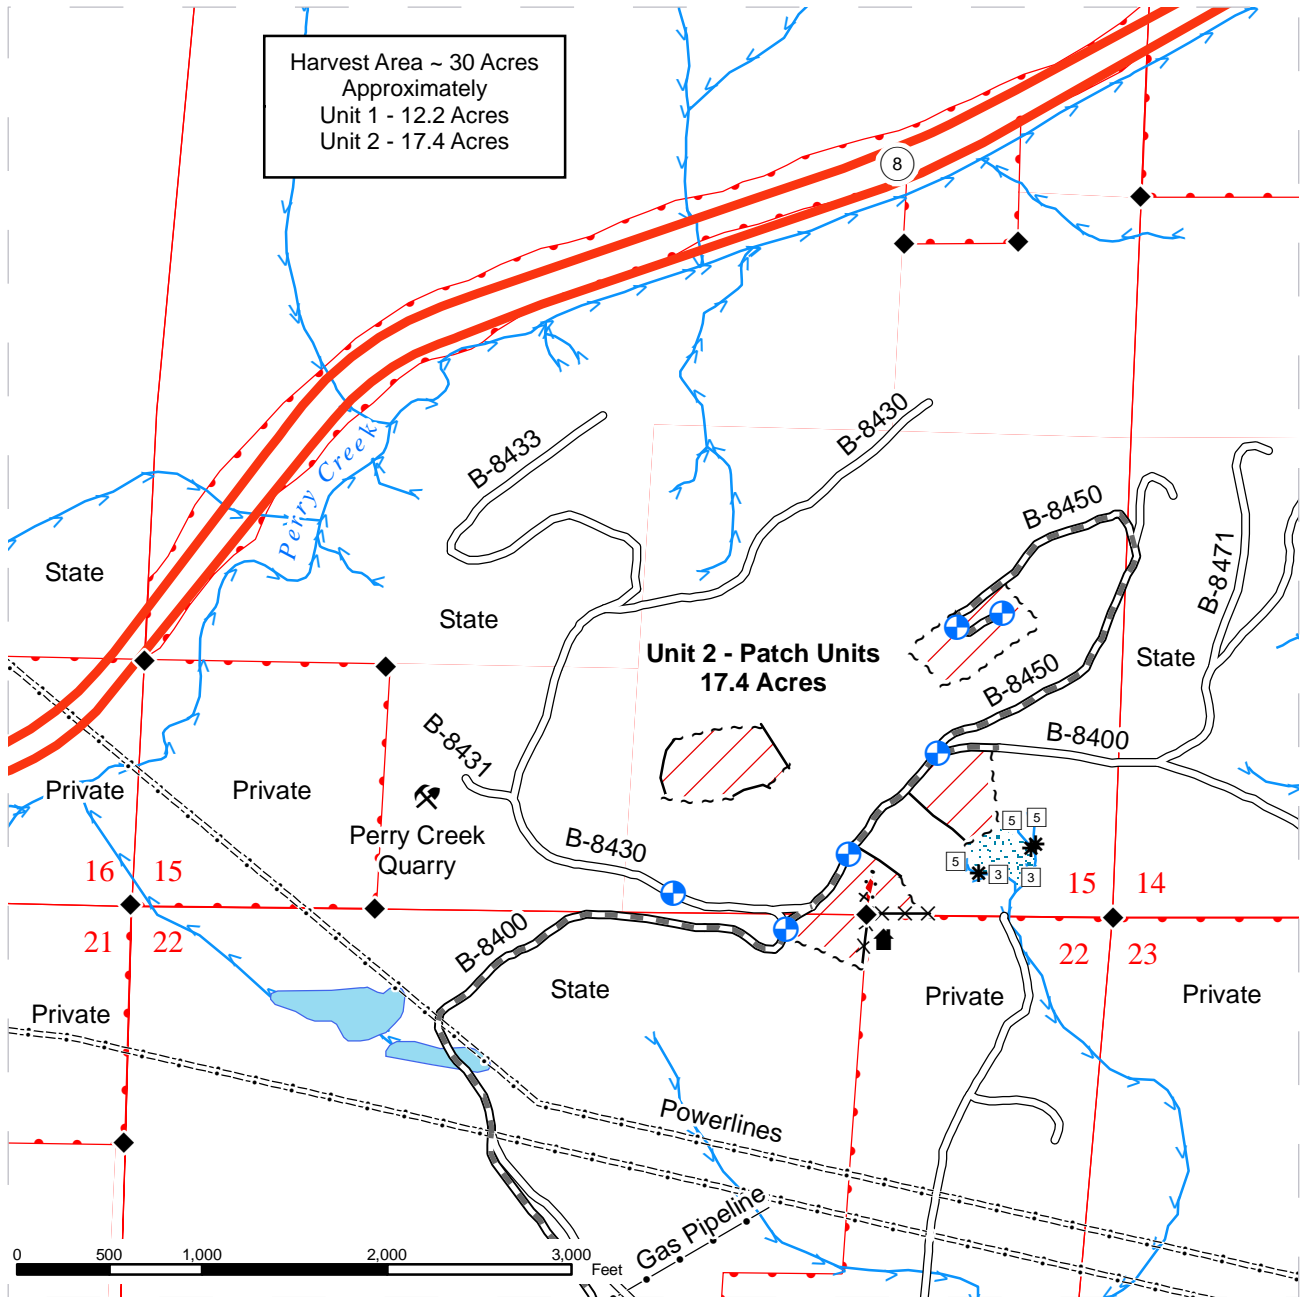 Harvest Area ~ 30 Acres
Approximately
Unit 1 - 12.2 Acres
Unit 2 - 17.4 Acres
8
B-8430
B-8433
Perry Creek
B-8450
B-8471
State
State
Unit 2 - Patch Units
17.4 Acres
State
B-8450
B-8431
B-8400
Private
Private
Perry Creek
Quarry
5
5
B-8430
5
3
3
16
15
15
14
21
22
22
23
B-8400
State
Private
Private
Private
Powerlines
Gas Pipeline
0
500
1,000
2,000
3,000
Feet